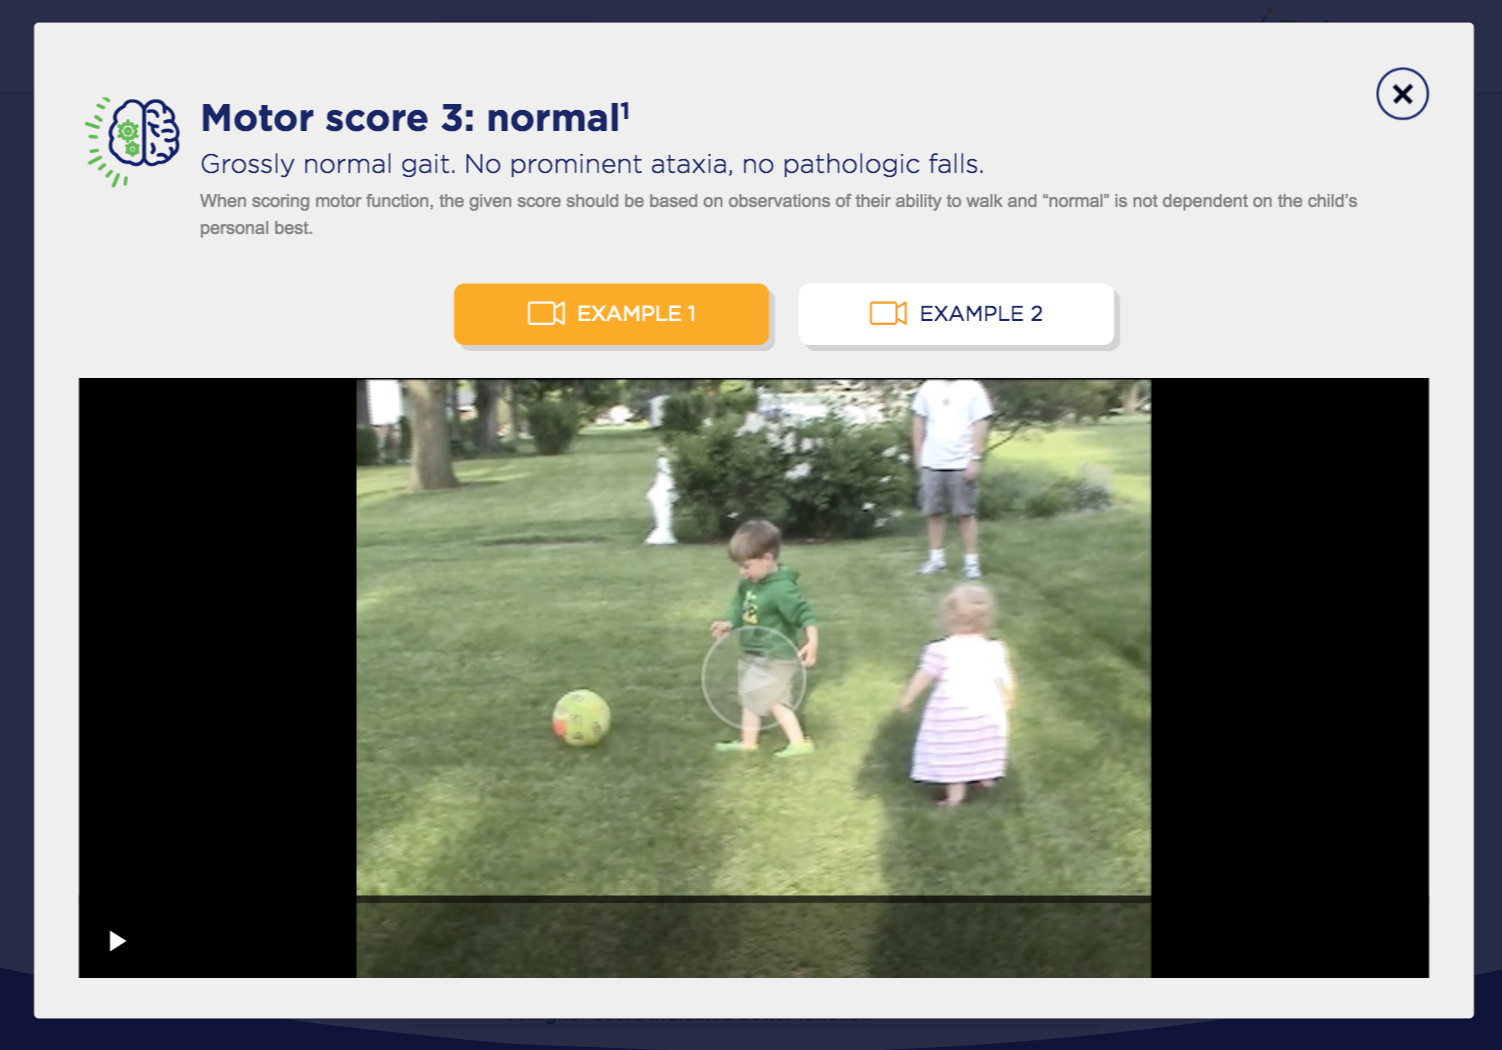 Motor score 3: normal¹
Grossly normal gait. No prominent ataxia, no pathologic falls.
When scoring motor function, the given score should be based on observations of their ability to walk and “normal” is not dependent on the child’s
personal best.
EXAMPLE 1
EXAMPLE 2